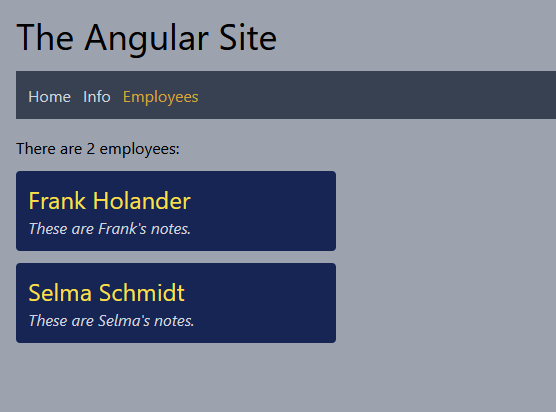 The Angular Site
Home Info Employees
There are 2 employees:
Frank Holander
These are Frank's notes.
Selma Schmidt
These are Selma's notes.